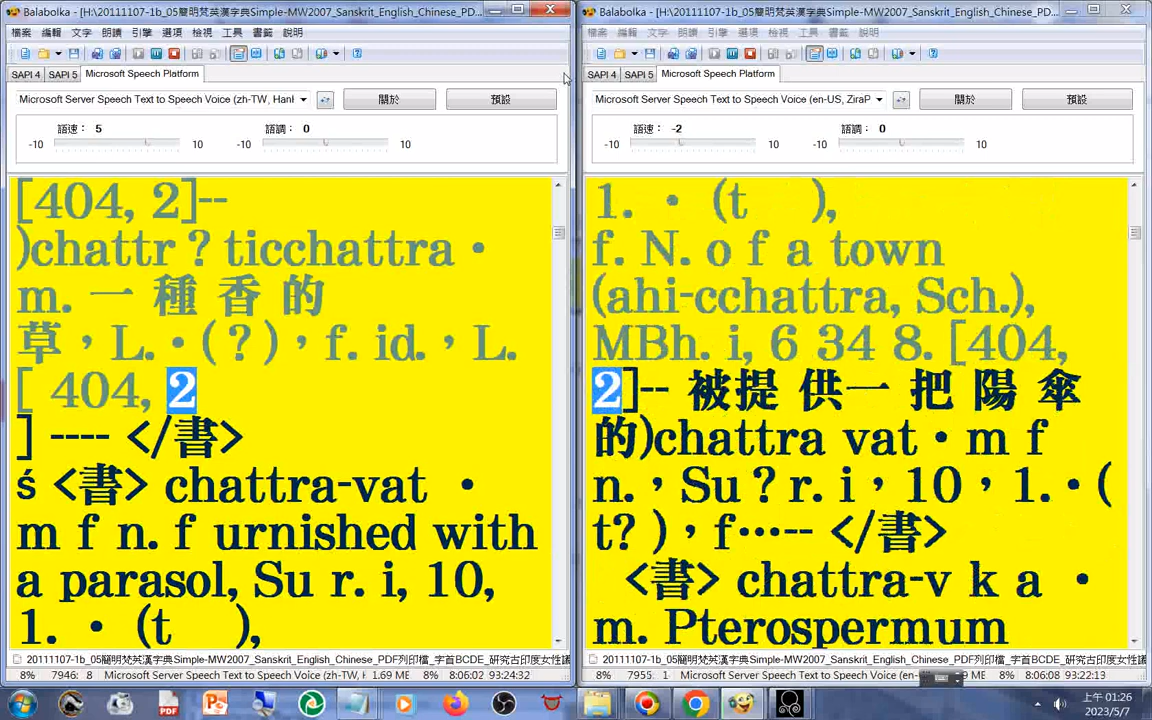 Balabolka - [H:\20111107-1b_05簡明梵英漢字典Simple-MW2007_Sanskrit_English_Chinese_PD...
檔案 編輯 文字 朗讀 引擎 選項 檢視 工具 書籤 說明
SAPI 4 SAPI 5 Microsoft Speech Platform
Microsoft Server Speech Text to Speech Voice (zh-TW, Hanl
關於
預設
語速： 5
語調： 0
-10 10 -10 10
[404, 2]--
)chattr ? ticchattra •
m. 一 種 香 的
草，L. • ( ? )，f. id.，L.
[ 404, 2
] ---- </書>
ś <書> chattra-vat •
m f n. f urnished with
a parasol, Su r. i, 10,
1. • (t ),
20111107-1b_05簡明梵英漢字典Simple-MW2007_Sanskrit_English_Chinese_PDF列印檔_字首BCDE_研究古印度女性議
8% 7946: 8 Microsoft Server Speech Text to Speech Voice (zh-TW, H 1.69 ME 8% 8:06:02 93:24:32
Balabolka - [H:\20111107-1b_05簡明梵英漢字典Simple-MW2007_Sanskrit_English_Chinese_PD...
檔案 編輯 文字 朗讀 引擎 選項 檢視 工具 書籤 說明
SAPI 4 SAPI 5 Microsoft Speech Platform
Microsoft Server Speech Text to Speech Voice (en-US, ZiraP
關於
預設
語速： -2
語調： 0
-10 10 -10 10
1. • (t ),
f. N. o f a town
(ahi-cchattra, Sch.),
MBh. i, 6 34 8. [404,
2]-- 被提 供一 把 陽 傘
的)chattra vat • m f
n.，Su ? r. i，10，1. • (
t? )，f…-- </書>
<書> chattra-v k a •
m. Pterospermum
20111107-1b_05簡明梵英漢字典Simple-MW2007_Sanskrit_English_Chinese_PDF列印檔_字首BCDE_研究古印度女性議
8% 7955: 1 Microsoft Server Speech Text to Speech Voice ME 8% 8:06:08 93:22:13
PDF
上午 01:26
2023/5/7